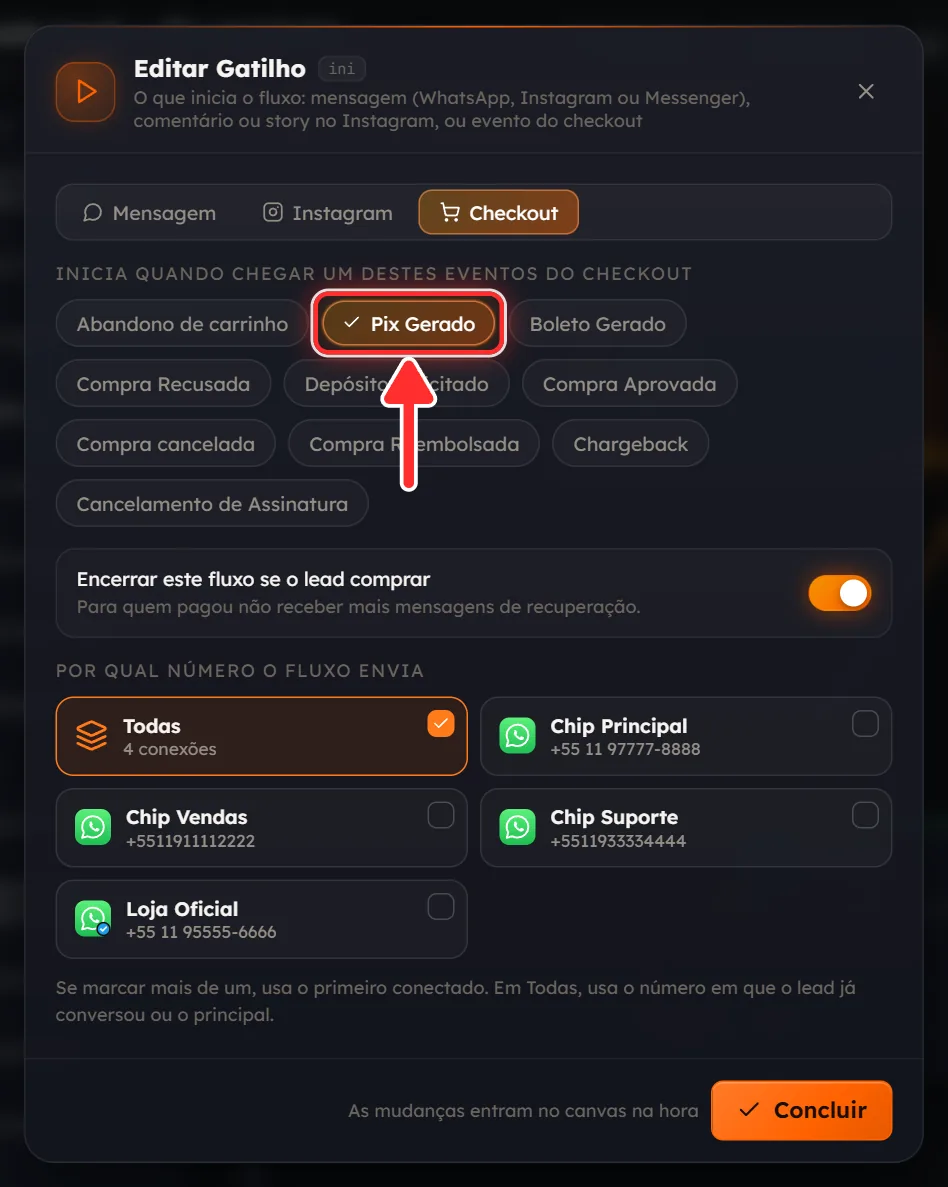 Editar Gatilho ini
O que inicia o fluxo: mensagem (WhatsApp, Instagram ou Messenger),
comentário ou story no Instagram, ou evento do checkout
Mensagem Instagram Checkout
INICIA QUANDO CHEGAR UM DESTES EVENTOS DO CHECKOUT
Abandono de carrinho Pix Gerado Boleto Gerado
Compra Recusada Depósito Compra Aprovada
Compra cancelada Compra Reembolsada Chargeback
Cancelamento de Assinatura
Encerrar este fluxo se o lead comprar
Para quem pagou não receber mais mensagens de recuperação.
POR QUAL NÚMERO O FLUXO ENVIA
Todas
4 conexões
Chip Principal
+55 11 97777-8888
Chip Vendas
+5511911112222
Chip Suporte
+5511933334444
Loja Oficial
+55 11 95555-6666
Se marcar mais de um, usa o primeiro conectado. Em Todas, usa o número em que o lead já
conversou ou o principal.
As mudanças entram no canvas na hora Concluir